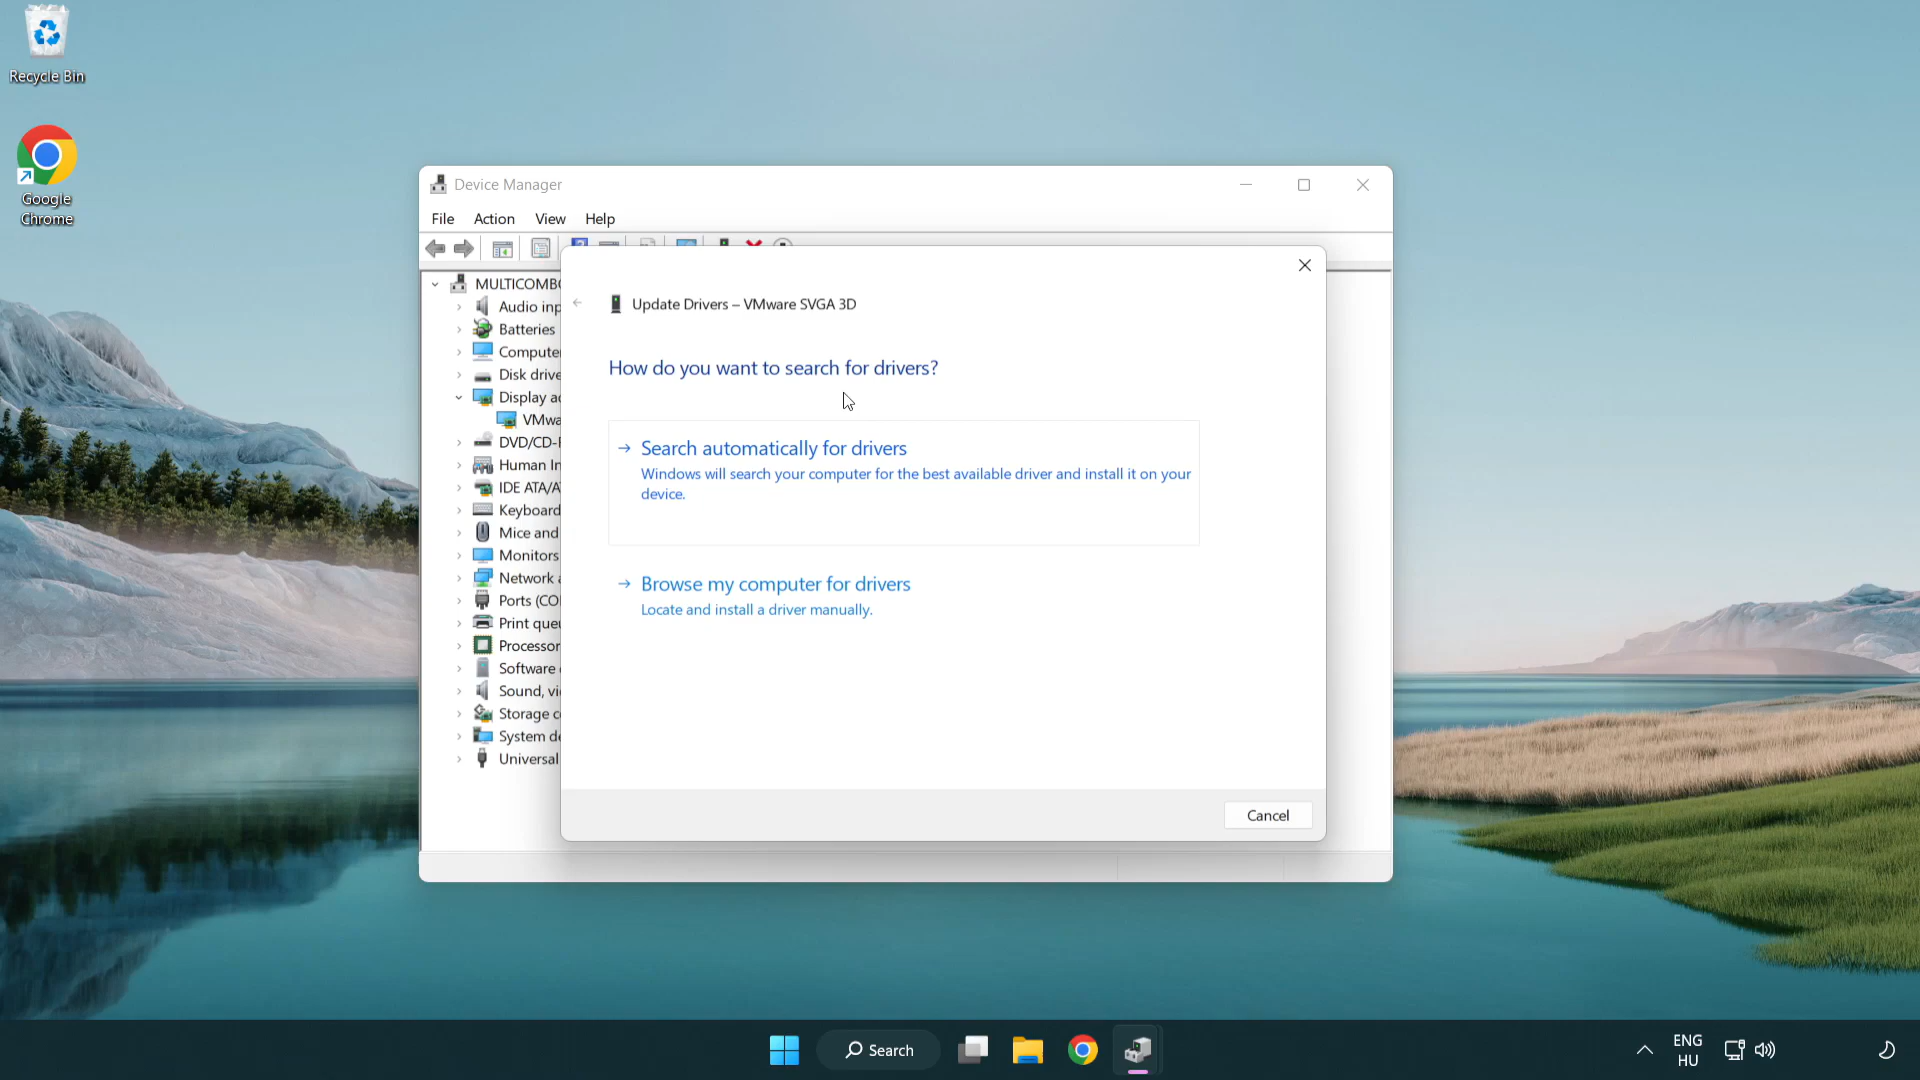 Recycle Bin
Google
Chrome
Device Manager
File Action View Help
MULTICOMBO
Audio inp
Batteries
Compute
Disk drive
Display a
VMwa
DVD/CD-
Human In
IDE ATA/A
Keyboard
Mice and
Monitors
Network a
Ports (CO
Print que
Processor
Software
Sound, vi
Storage c
System de
Universal
Update Drivers – VMware SVGA 3D
How do you want to search for drivers?
Search automatically for drivers
Windows will search your computer for the best available driver and install it on your
device.
Browse my computer for drivers
Locate and install a driver manually.
Cancel
Search
ENG
HU